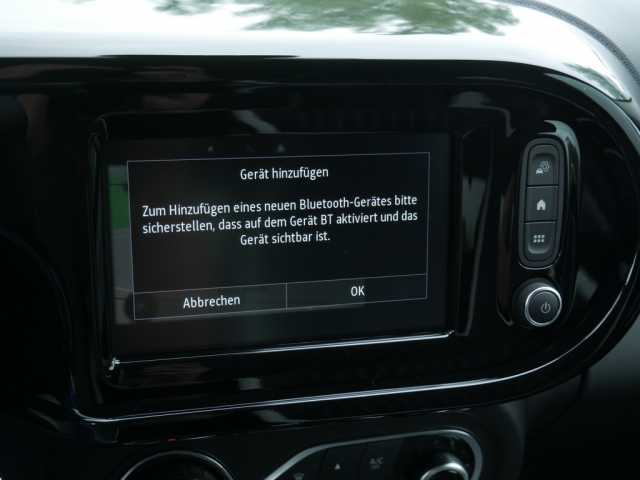 Gerät hinzufügen
Zum Hinzufügen eines neuen Bluetooth-Gerätes bitte
sicherstellen, dass auf dem Gerät BT aktiviert und das
Gerät sichtbar ist.
Abbrechen
OK
A/C